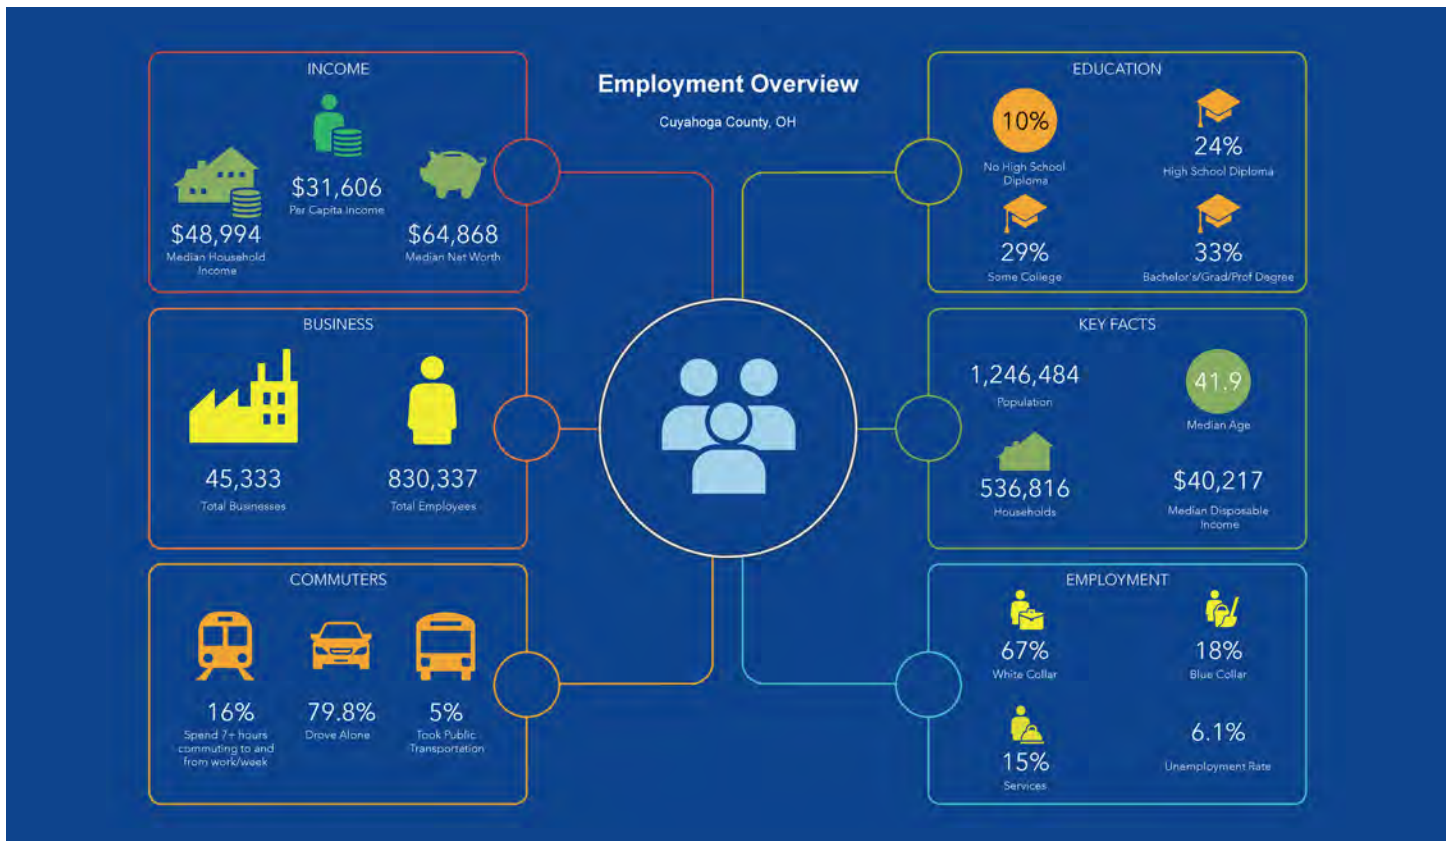 Employment Overview
Cuyahoga County, OH
INCOME
$31,606
Per Capita Income
$48,994
Median Household
Income
$64,868
Median Net Worth
BUSINESS
45,333
Total Businesses
830,337
Total Employees
COMMUTERS
16%
Spend 7+ hours
commuting to and
from work/week
79.8%
Drove Alone
5%
Took Public
Transportation
EDUCATION
10%
No High School
Diploma
24%
High School Diploma
29%
Some College
33%
Bachelor's/Grad/Prof Degree
KEY FACTS
1,246,484
Population
41.9
Median Age
536,816
Households
$40,217
Median Disposable
Income
EMPLOYMENT
67%
White Collar
18%
Blue Collar
15%
Services
6.1%
Unemployment Rate